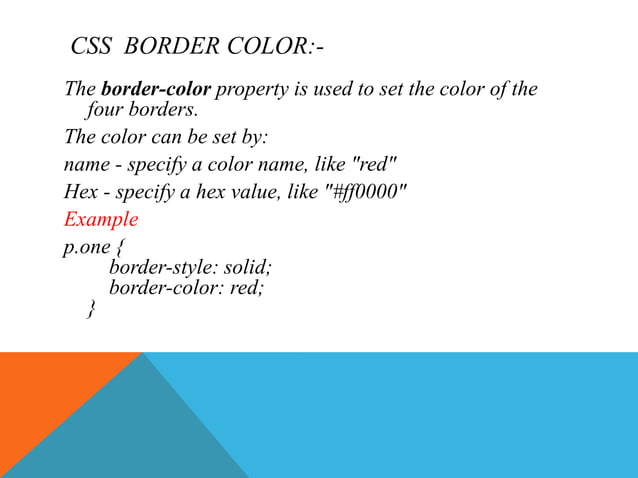 CSS BORDER COLOR:-
The border-color property is used to set the color of the
four borders.
The color can be set by:
name - specify a color name, like "red"
Hex - specify a hex value, like "#ff0000"
Example
p.one {
border-style: solid;
border-color: red;
}